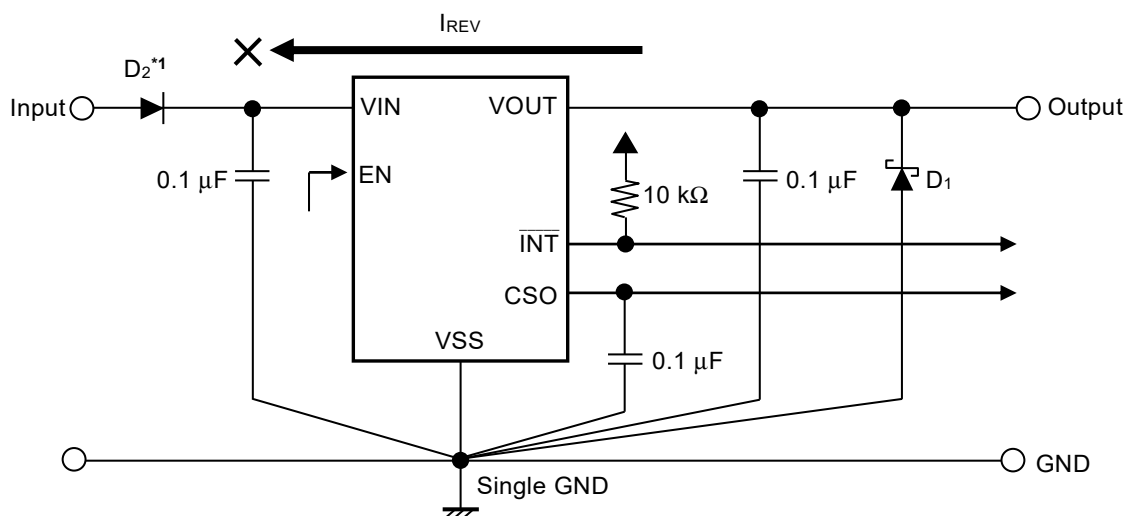 IREV
D2*1
Input
VIN
VOUT
Output
0.1 μF
EN
10 kΩ
0.1 μF
D1
INT
CSO
VSS
0.1 μF
Single GND
GND